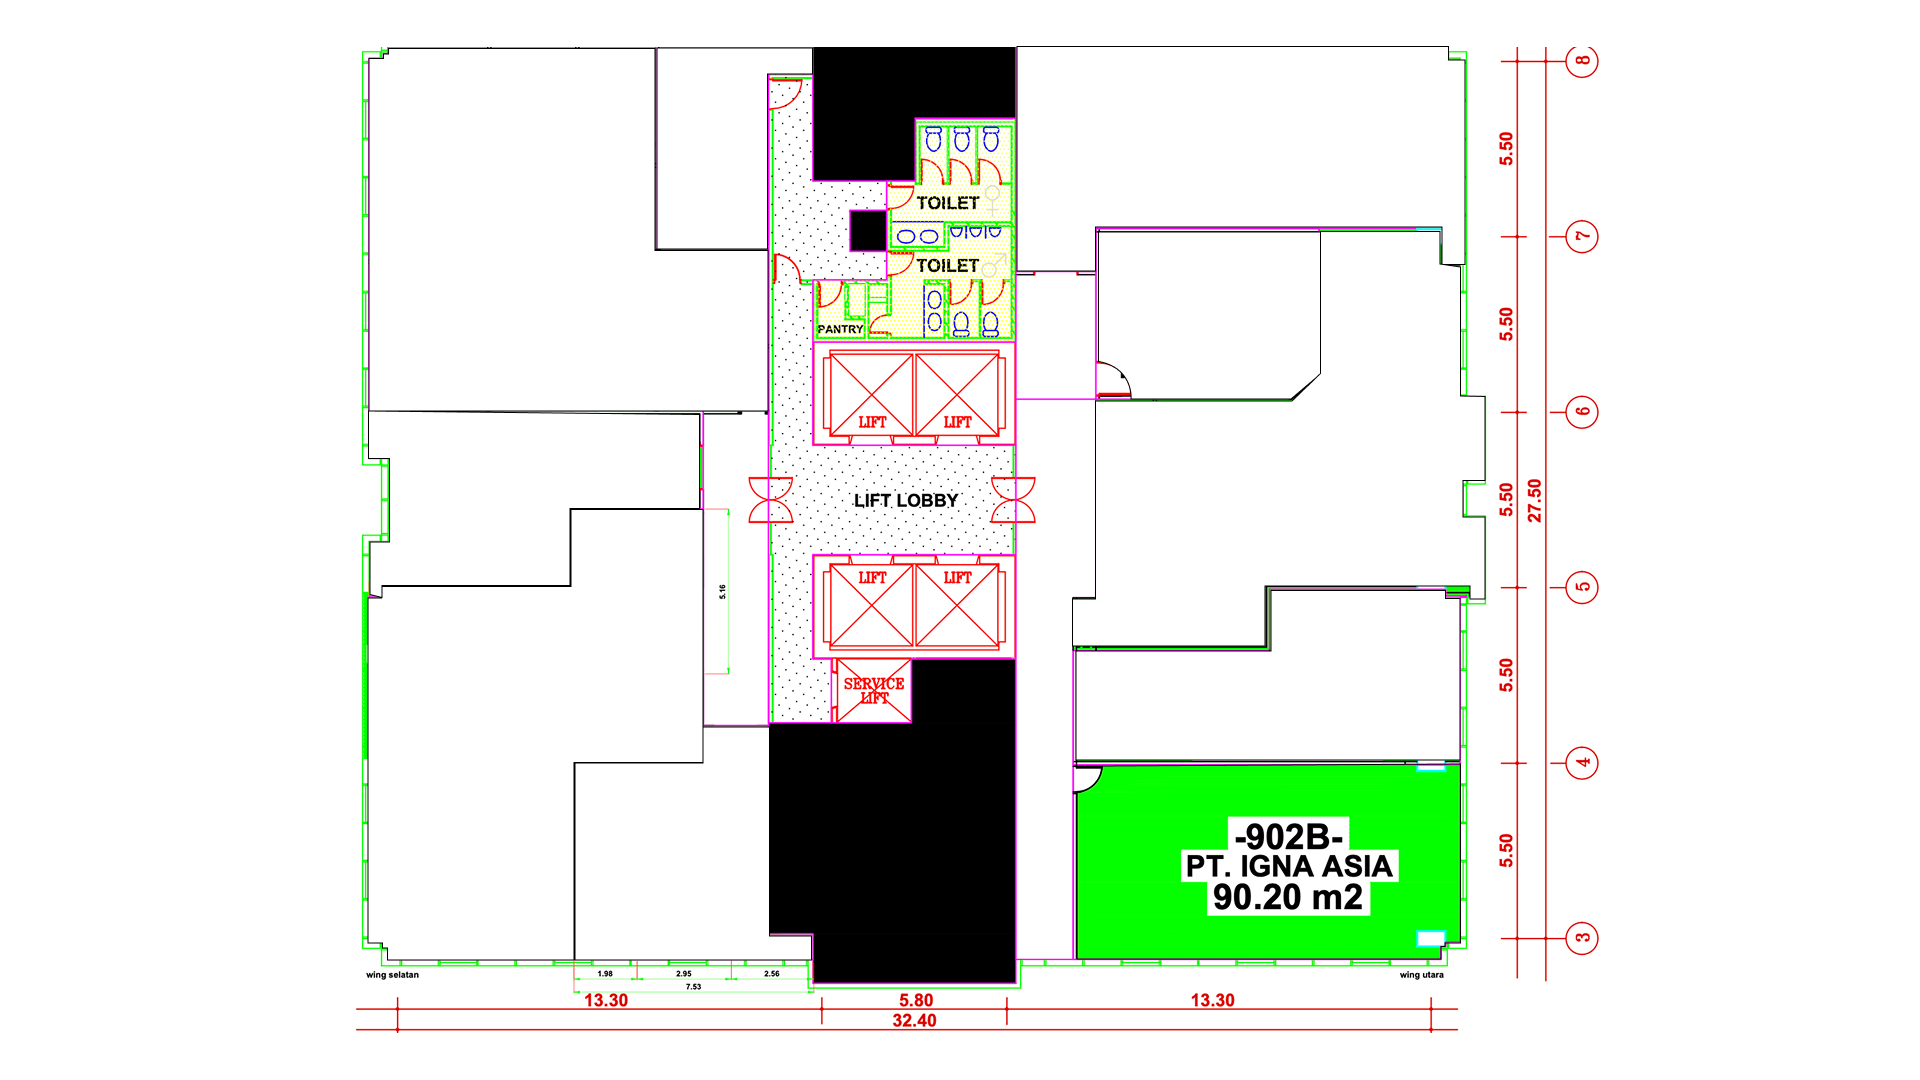 8
5.50
TOILET
7
TOILET
5.50
PANTRY
LIFT
LIFT
6
LIFT LOBBY
5.50
27.50
LIFT
LIFT
5.16
5
SERVICE
LIFT
5.50
4
-902B-
PT. IGNA ASIA
90.20 m2
5.50
3
wing selatan
1.98
2.95
2.56
wing utara
7.53
13.30
5.80
13.30
32.40